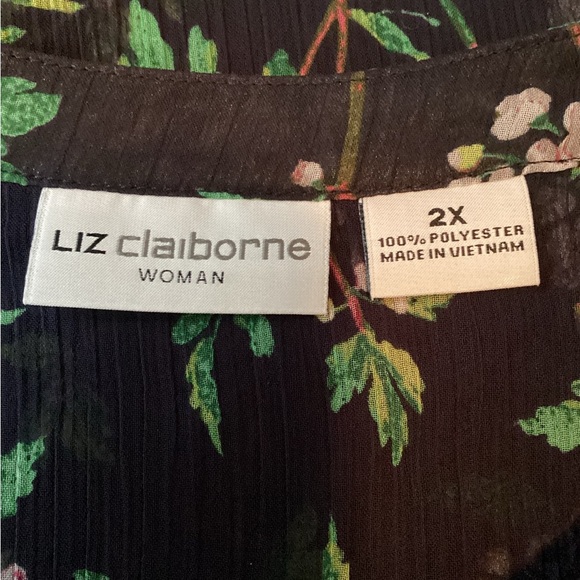 LIZ claiborne
WOMAN
2X
100% POLYESTER
MADE IN VIETNAM